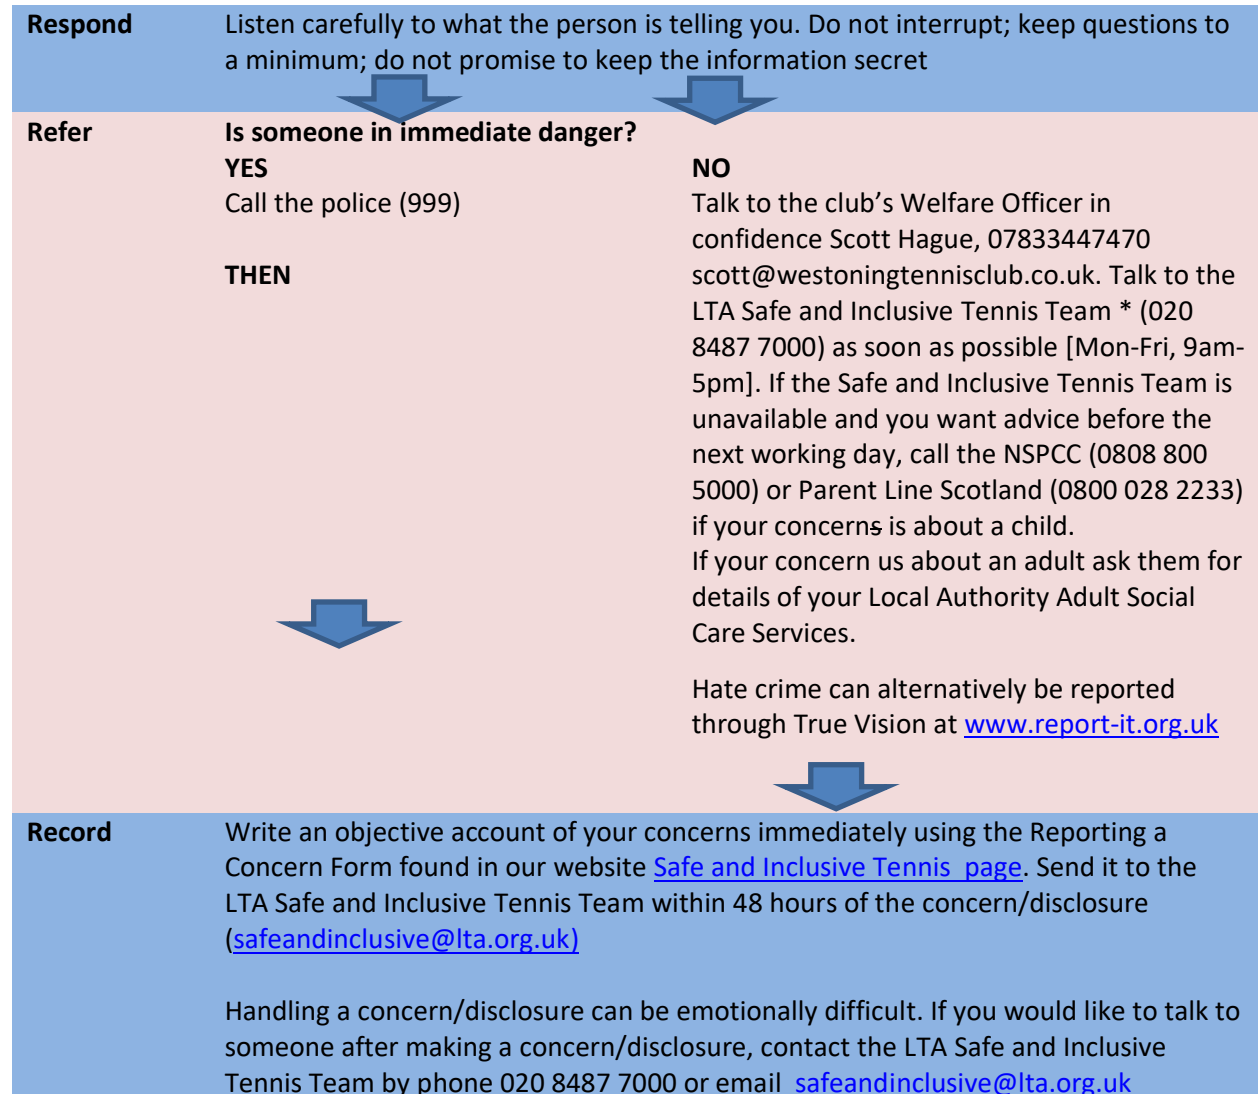 Respond
Listen carefully to what the person is telling you. Do not interrupt; keep questions to
a minimum; do not promise to keep the information secret
Refer
Is someone in immediate danger?
YES
Call the police (999)
THEN
NO
Talk to the club’s Welfare Officer in
confidence Scott Hague, 07833447470
scott@westoningtennisclub.co.uk. Talk to the
LTA Safe and Inclusive Tennis Team * (020
8487 7000) as soon as possible [Mon-Fri, 9am-
5pm]. If the Safe and Inclusive Tennis Team is
unavailable and you want advice before the
next working day, call the NSPCC (0808 800
5000) or Parent Line Scotland (0800 028 2233)
if your concerns is about a child.
If your concern us about an adult ask them for
details of your Local Authority Adult Social
Care Services.
Hate crime can alternatively be reported
through True Vision at www.report-it.org.uk
Record
Write an objective account of your concerns immediately using the Reporting a
Concern Form found in our website Safe and Inclusive Tennis  page. Send it to the
LTA Safe and Inclusive Tennis Team within 48 hours of the concern/disclosure
(safeandinclusive@lta.org.uk)
Handling a concern/disclosure can be emotionally difficult. If you would like to talk to
someone after making a concern/disclosure, contact the LTA Safe and Inclusive
Tennis Team by phone 020 8487 7000 or email  safeandinclusive@lta.org.uk